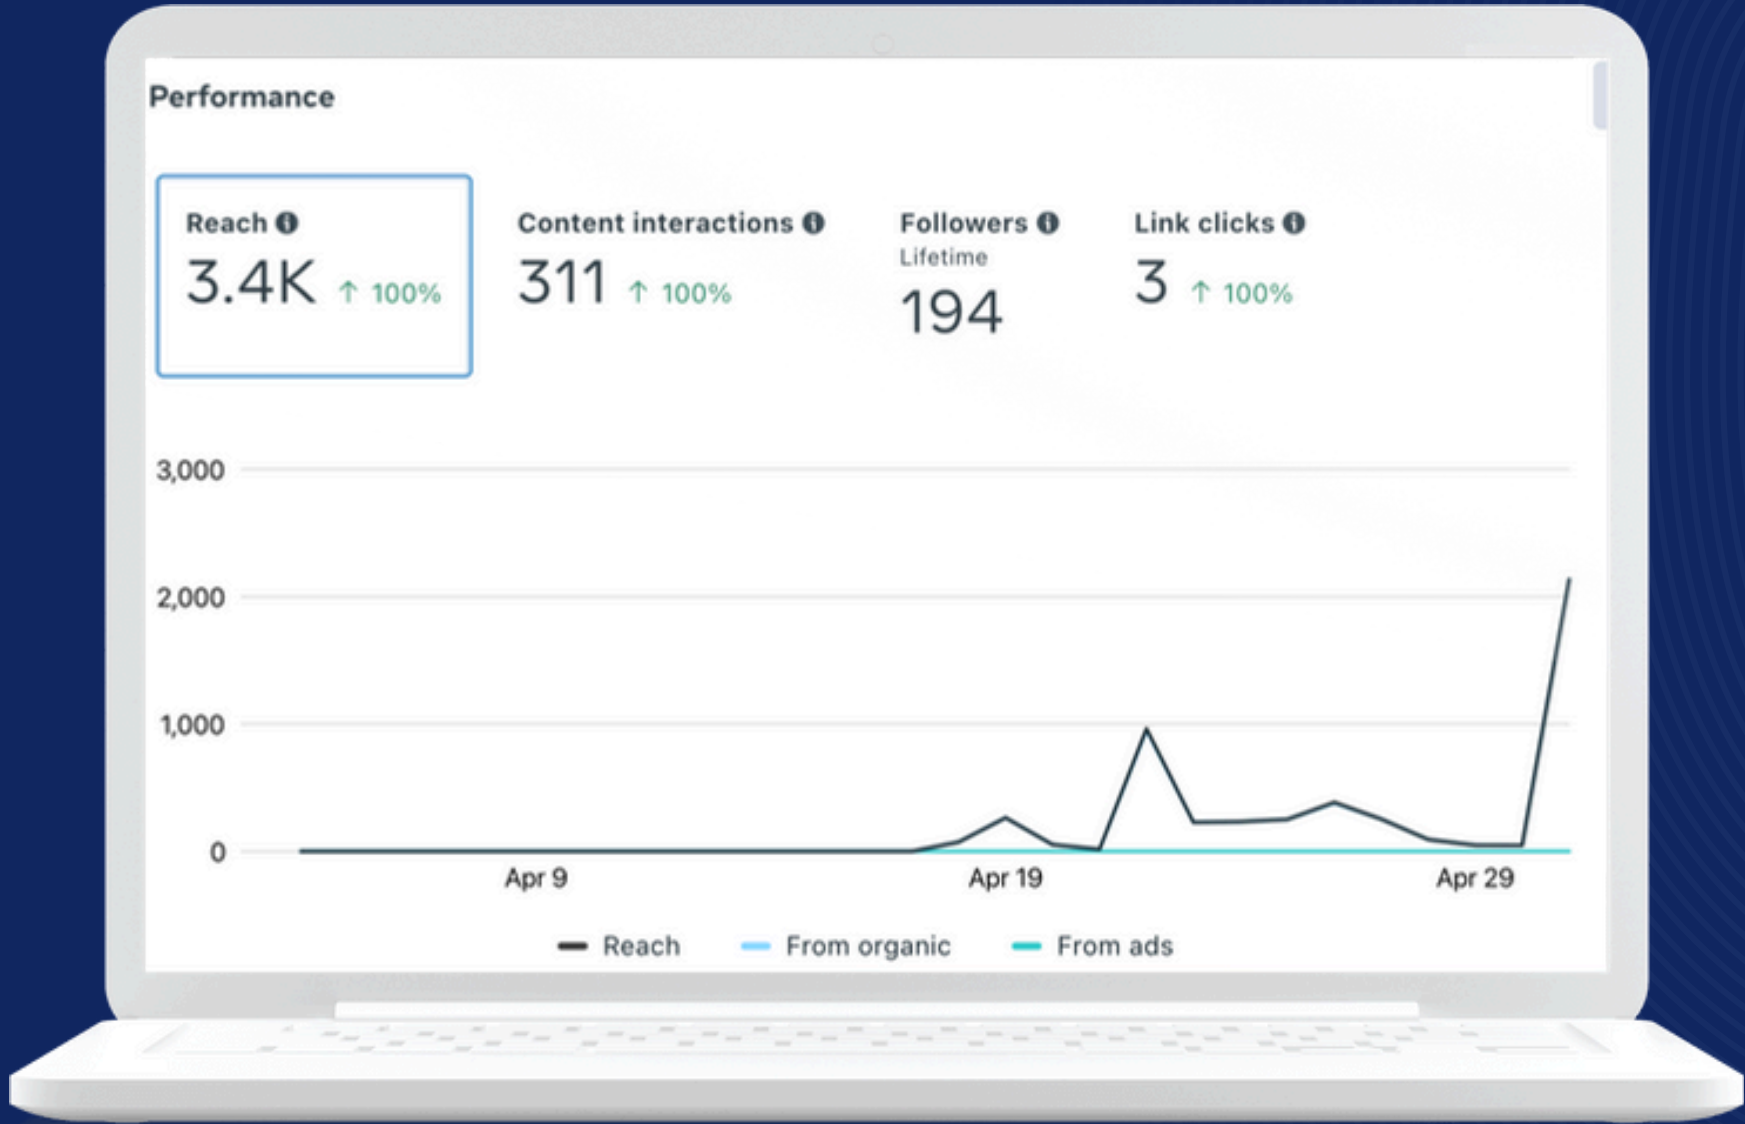 Performance
Reach Content interactions Followers Link clicks
Lifetime
3.4K ↑ 100% 311 ↑ 100% 194 3 ↑ 100%
3,000
2,000
1,000
0
Apr 9 Apr 19 Apr 29
Reach From organic From ads